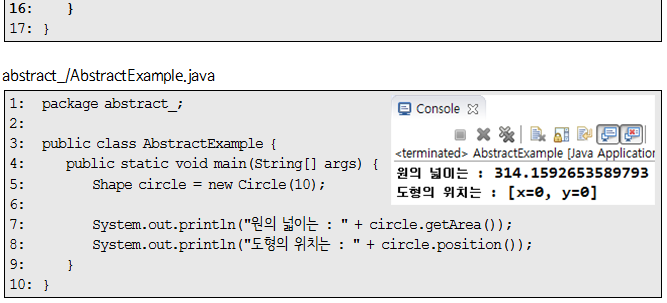 16:    }
17: }
abstract_/AbstractExample.java
1:  package abstract_;
2:
3:  public class AbstractExample {
4:     public static void main(String[] args) {
5:        Shape circle = new Circle(10);
6:
7:        System.out.println("원의 넓이는 : " + circle.getArea());
8:        System.out.println("도형의 위치는 : " + circle.position());
9:     }
10: }
Console
<terminated> AbstractExample [Java Application
원의 넓이는 : 314.1592653589793
도형의 위치는 : [x=0, y=0]